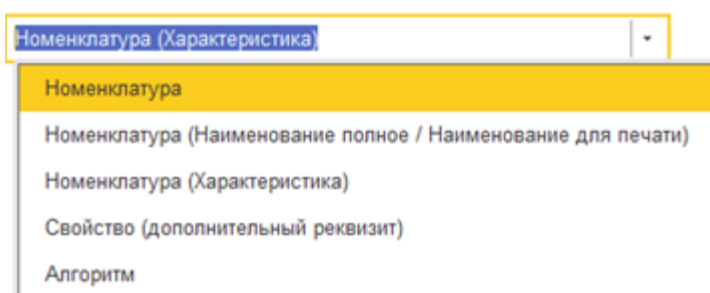 Номенклатура (Характеристика)
Номенклатура
Номенклатура (Наименование полное / Наименование для печати)
Номенклатура (Характеристика)
Свойство (дополнительный реквизит)
Алгоритм